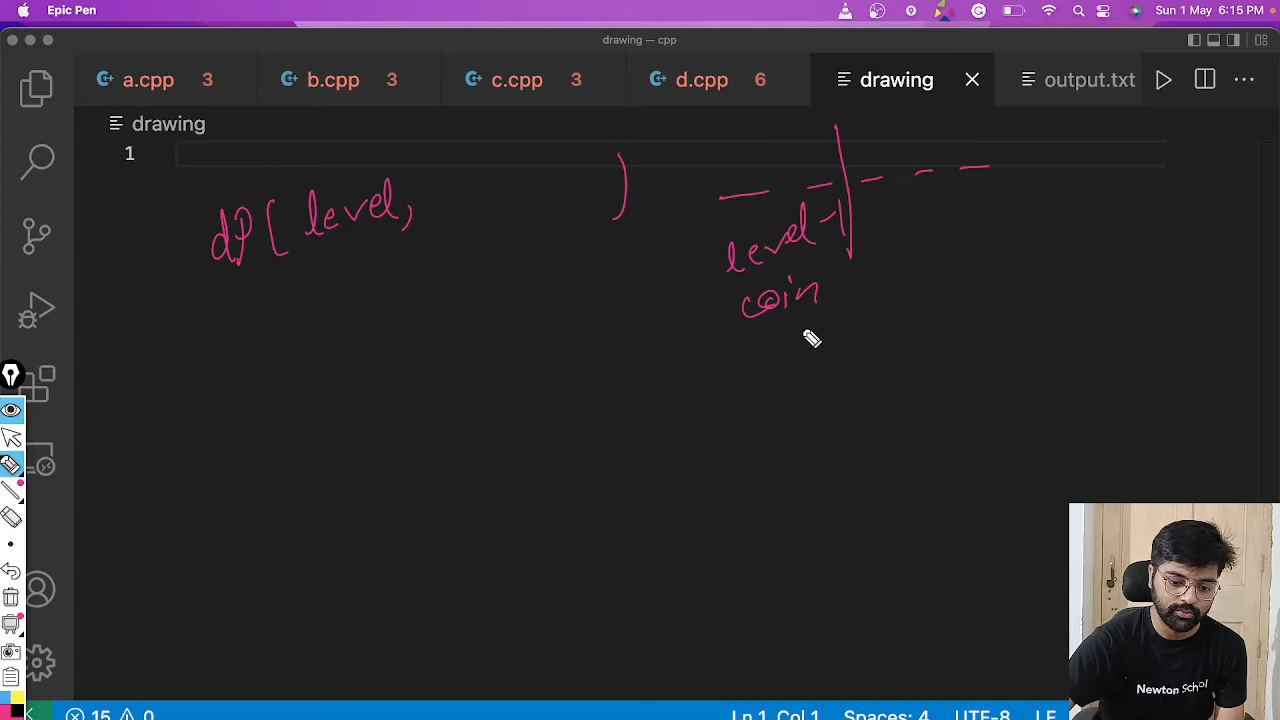 Epic Pen
Sun 1 May 6:15 PM
drawing — cpp
a.cpp 3
b.cpp 3
c.cpp 3
d.cpp 6
drawing
output.txt
drawing
1
dp( level, )
level-1
coin
Newton School
15 0
Ln 1, Col 1
Spaces: 4
UTF-8
LF